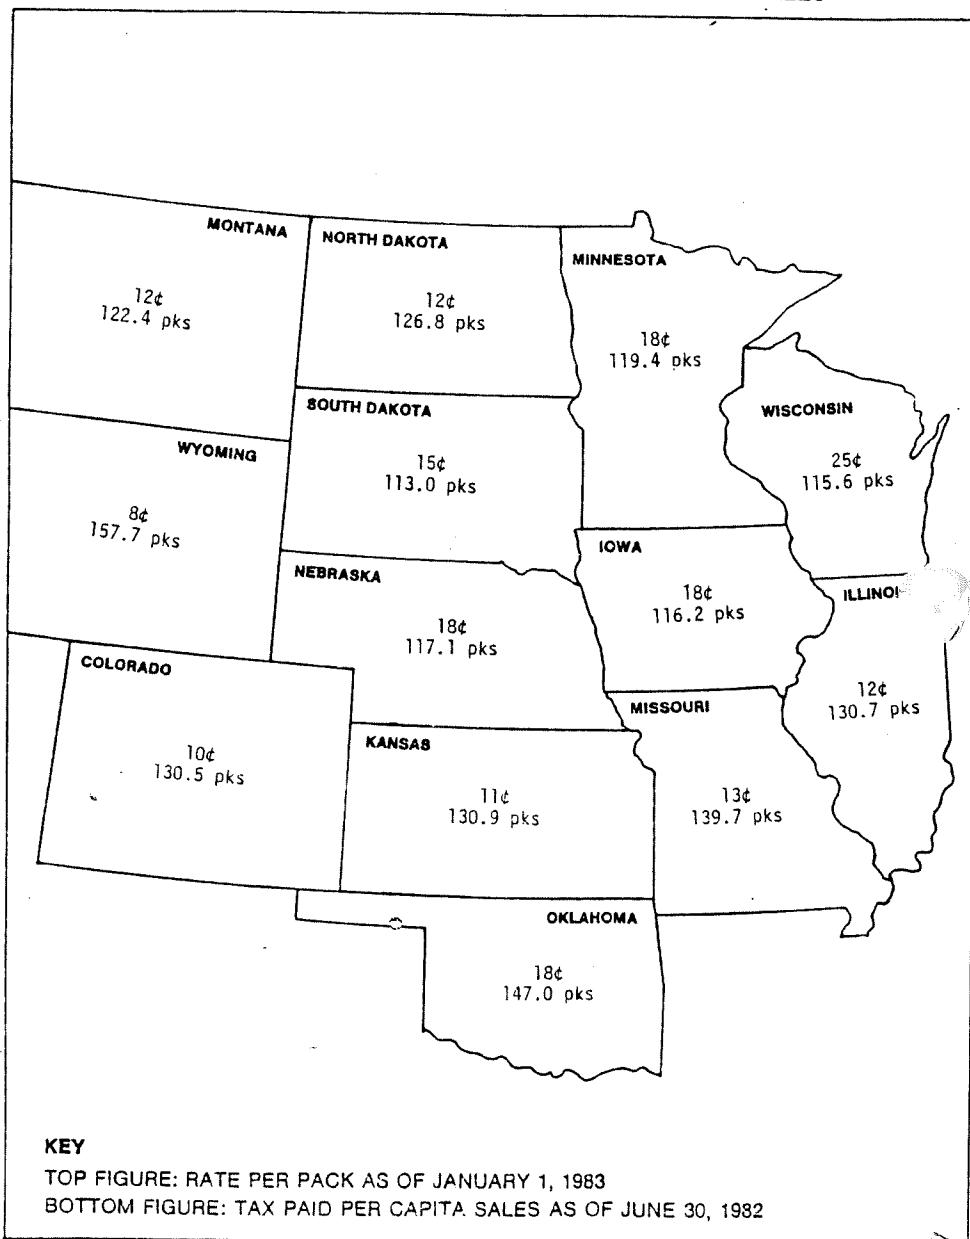 MONTANA
12¢
122.4 pks
NORTH DAKOTA
12¢
126.8 pks
MINNESOTA
18¢
119.4 pks
WISCONSIN
25¢
115.6 pks
SOUTH DAKOTA
15¢
113.0 pks
WYOMING
8¢
157.7 pks
IOWA
18¢
116.2 pks
NEBRASKA
18¢
117.1 pks
ILLINOI
12¢
130.7 pks
COLORADO
10¢
130.5 pks
KANSAS
11¢
130.9 pks
MISSOURI
13¢
139.7 pks
OKLAHOMA
18¢
147.0 pks
KEY
TOP FIGURE: RATE PER PACK AS OF JANUARY 1, 1983
BOTTOM FIGURE: TAX PAID PER CAPITA SALES AS OF JUNE 30, 1982